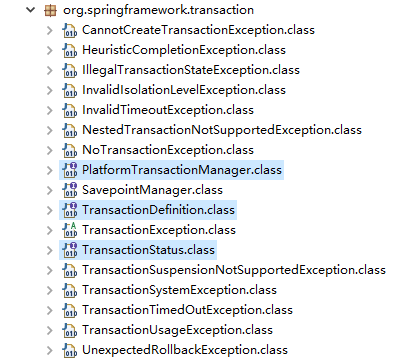 org.springframework.transaction
CannotCreateTransactionException.class
HeuristicCompletionException.class
IllegalTransactionStateException.class
InvalidIsolationLevelException.class
InvalidTimeoutException.class
NestedTransactionNotSupportedException.class
NoTransactionException.class
PlatformTransactionManager.class
SavepointManager.class
TransactionDefinition.class
TransactionException.class
TransactionStatus.class
TransactionSuspensionNotSupportedException.class
TransactionSystemException.class
TransactionTimedOutException.class
TransactionUsageException.class
UnexpectedRollbackException.class